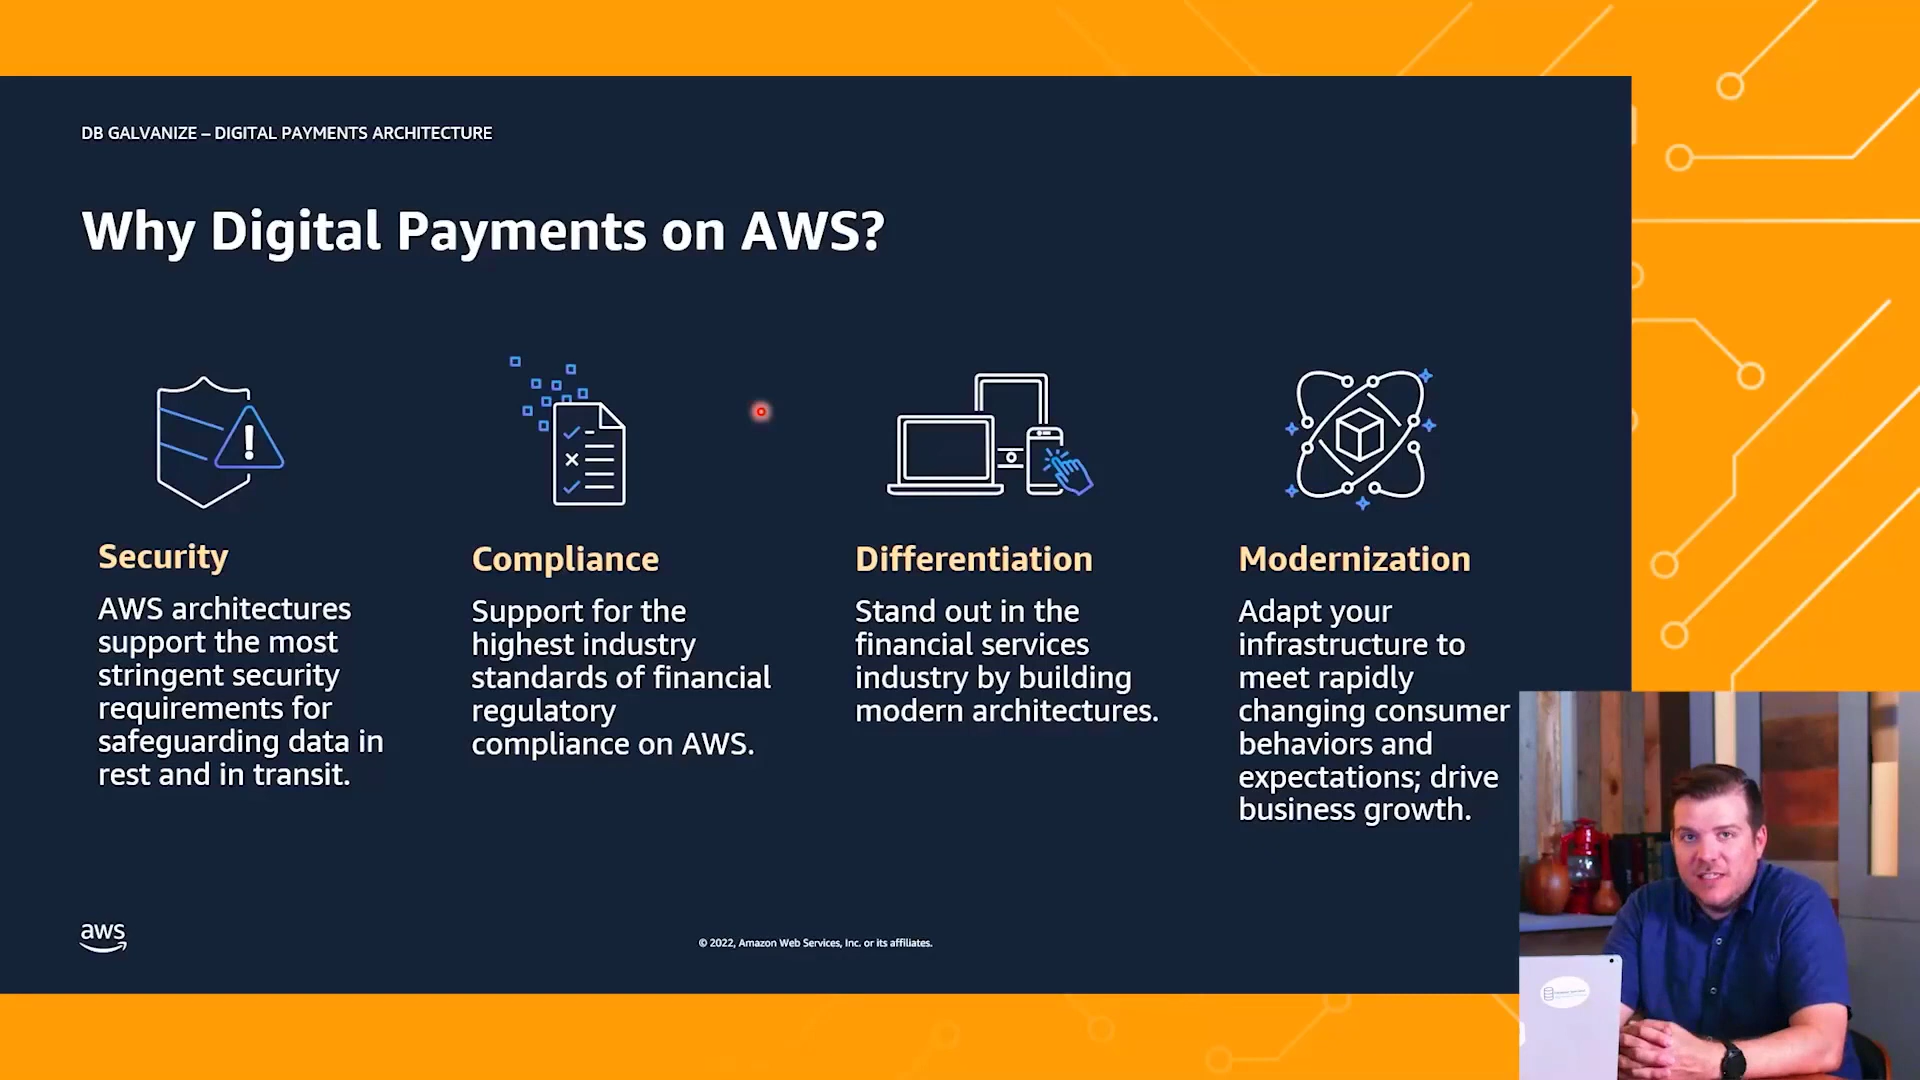 DB GALVANIZE – DIGITAL PAYMENTS ARCHITECTURE
Why Digital Payments on AWS?
Security
AWS architectures
support the most
stringent security
requirements for
safeguarding data in
rest and in transit.
Compliance
Support for the
highest industry
standards of financial
regulatory
compliance on AWS.
Differentiation
Stand out in the
financial services
industry by building
modern architectures.
Modernization
Adapt your
infrastructure to
meet rapidly
changing consumer
behaviors and
expectations; drive
business growth.
aws
© 2022, Amazon Web Services, Inc. or its affiliates.